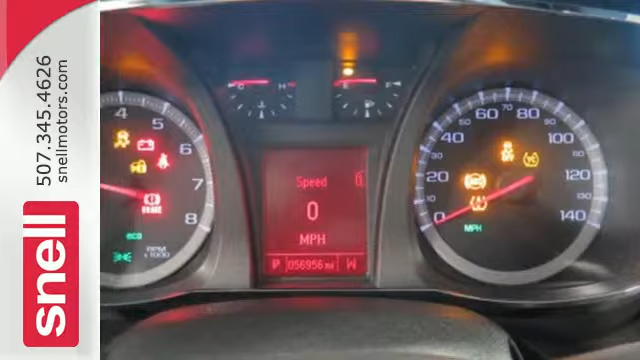 507.345.4626
snellmotors.com
snell
4
5
6
7
8
BRAKE
eco
RPM
x1000
C H
E F
Speed
0
MPH
P 056956 mi W
0
20
40
60
80
100
120
140
70
MPH